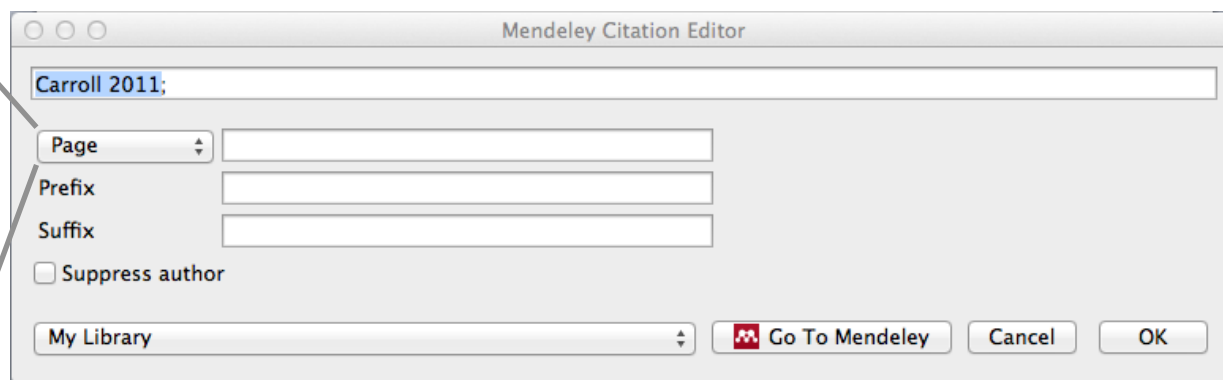 Mendeley Citation Editor
Carroll 2011;
Page
Prefix
Suffix
Suppress author
My Library Go To Mendeley Cancel OK